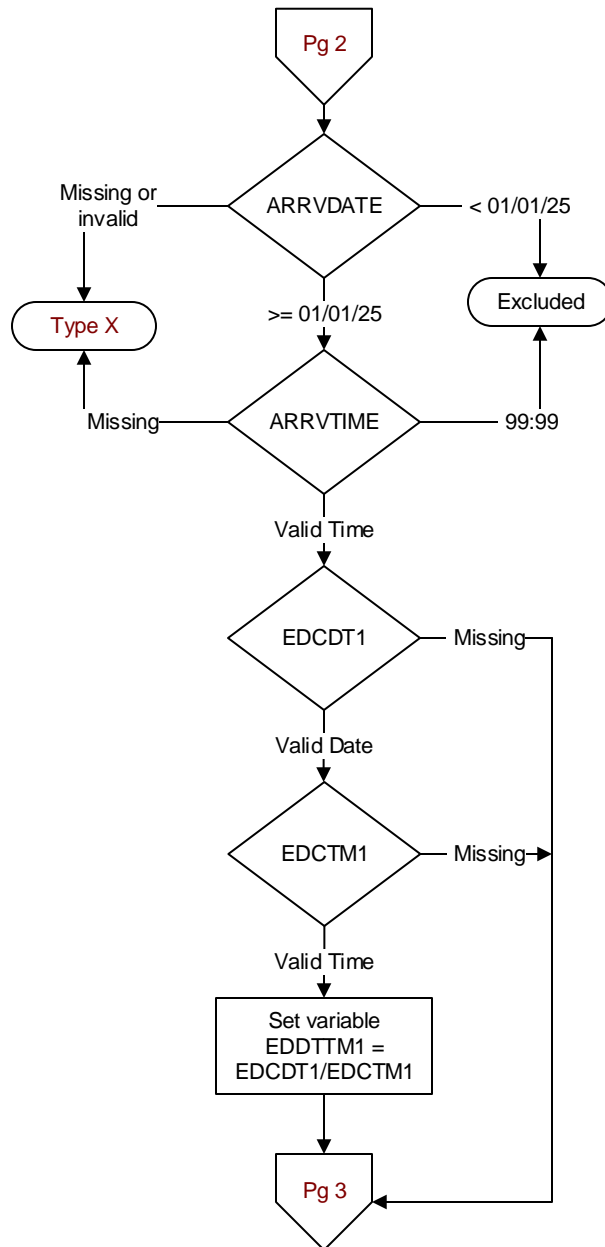 Pg 2
Missing or
invalid
ARRVDATE
< 01/01/25
Type X
>= 01/01/25
Excluded
Missing
ARRVTIME
99:99
Valid Time
EDCDT1
Missing
Valid Date
EDCTM1
Missing
Valid Time
Set variable
EDDTTM1 =
EDCDT1/EDCTM1
Pg 3